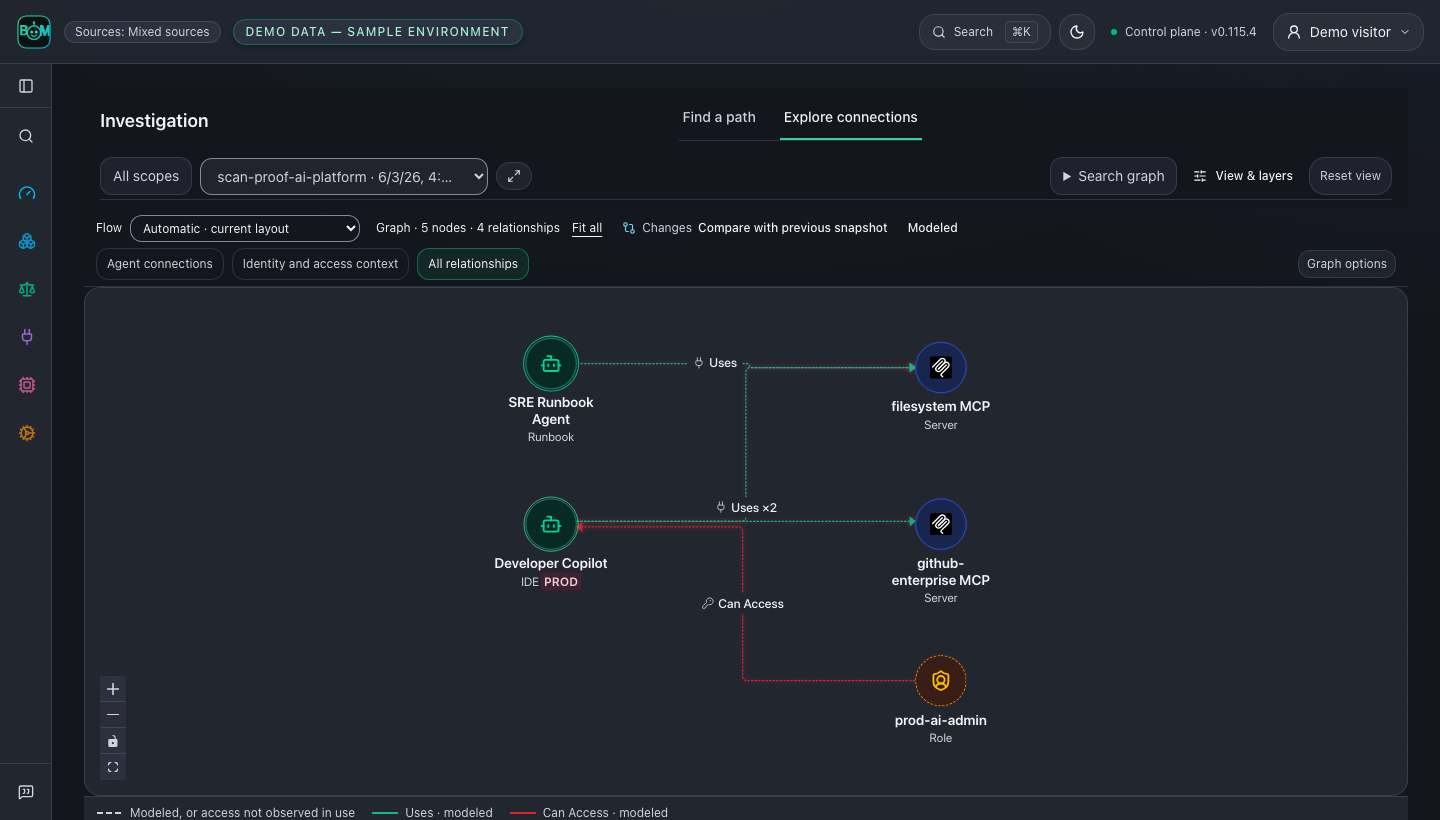 BOM
Sources: Mixed sources
DEMO DATA — SAMPLE ENVIRONMENT
Search ⌘K
Control plane · v0.115.4
Demo visitor
Investigation
Find a path
Explore connections
All scopes
scan-proof-ai-platform · 6/3/26, 4:...
Search graph
View & layers
Reset view
Flow
Automatic · current layout
Graph · 5 nodes · 4 relationships
Fit all
Changes
Compare with previous snapshot
Modeled
Agent connections
Identity and access context
All relationships
Graph options
Uses
SRE Runbook
Agent
Runbook
filesystem MCP
Server
Uses ×2
Developer Copilot
IDE PROD
github-
enterprise MCP
Server
Can Access
prod-ai-admin
Role
Modeled, or access not observed in use
Uses · modeled
Can Access · modeled